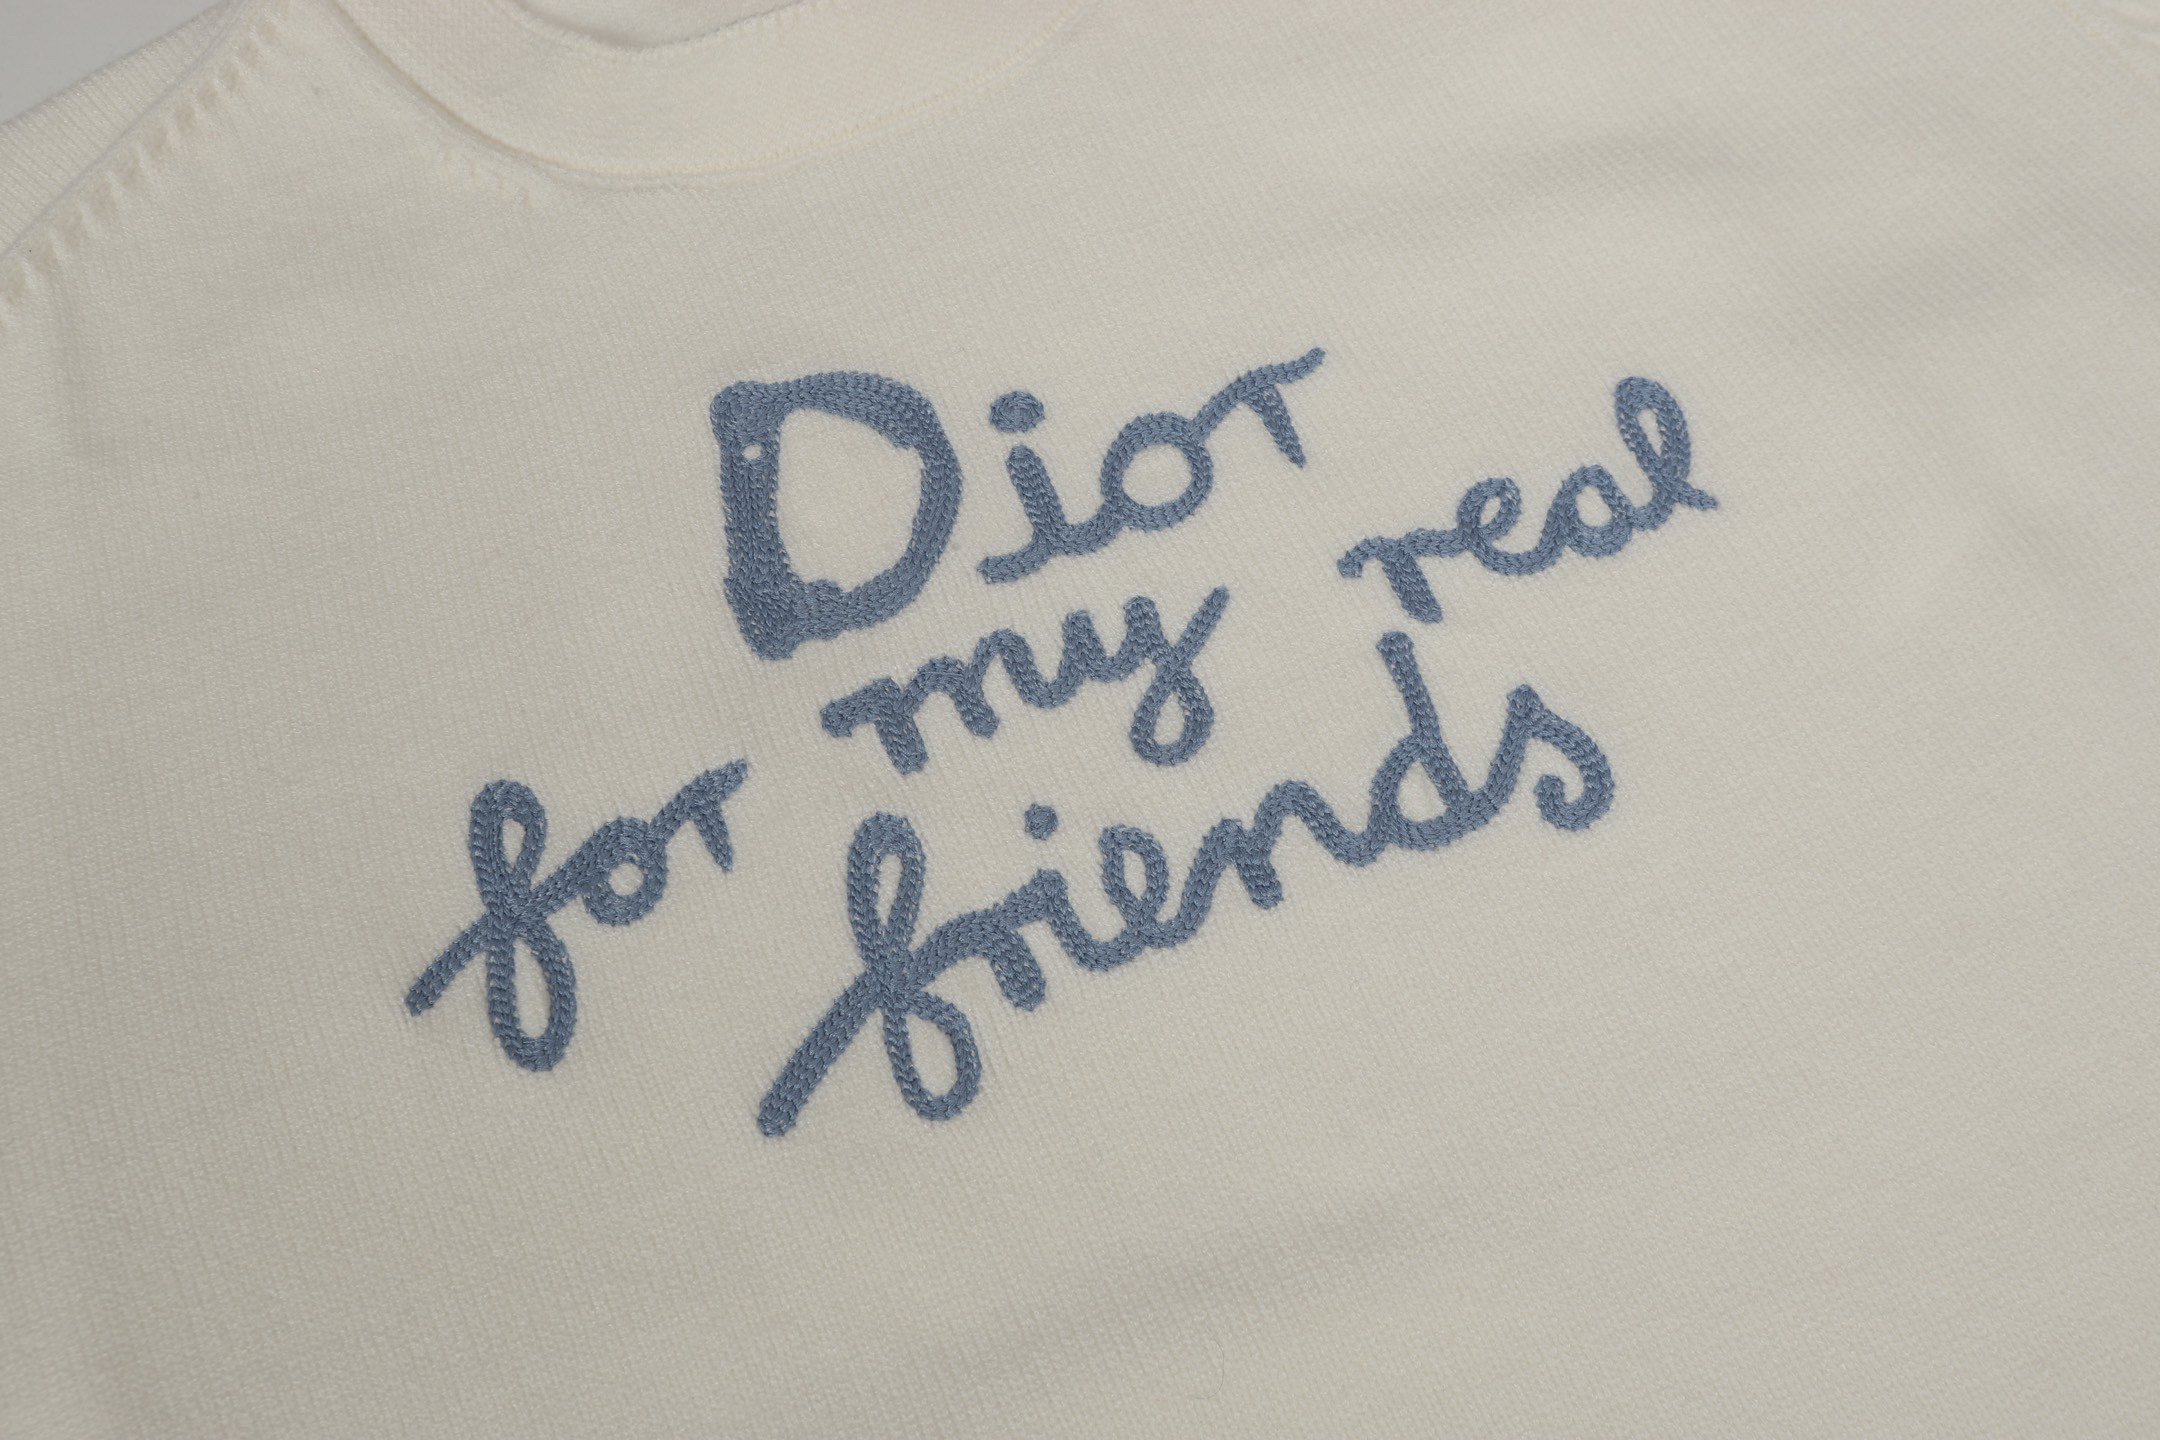 Dior
for my real
friends